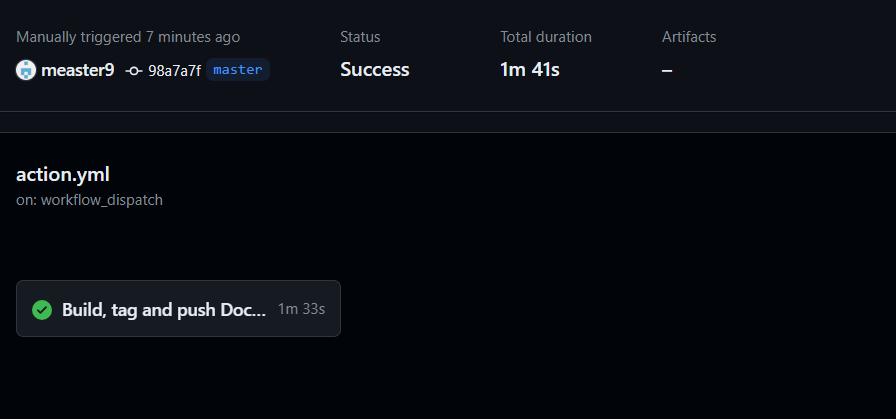 Manually triggered 7 minutes ago
measter9 98a7a7f master
Status
Success
Total duration
1m 41s
Artifacts
–
action.yml
on: workflow_dispatch
Build, tag and push Doc... 1m 33s